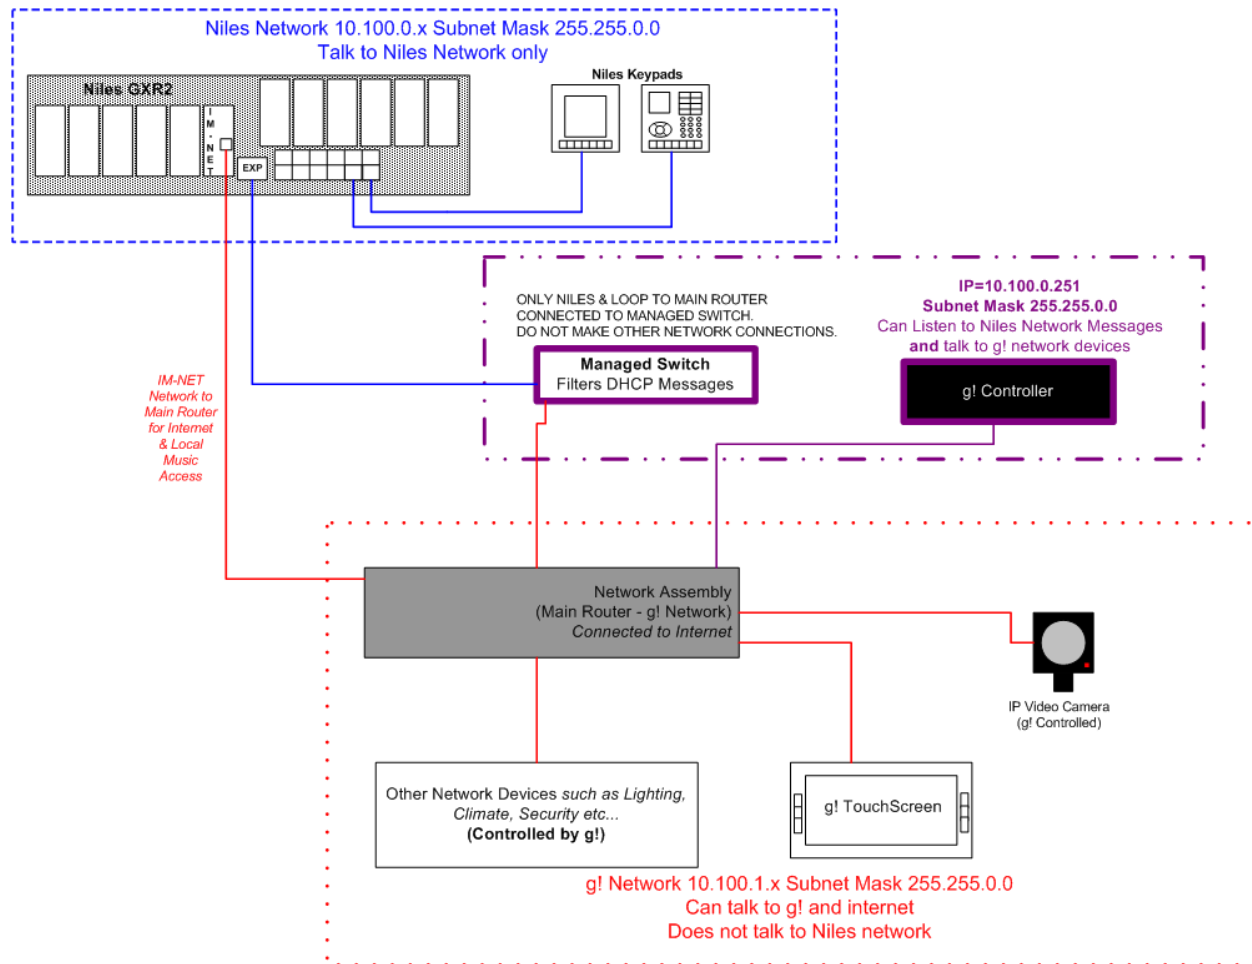 Niles Network 10.100.0.x Subnet Mask 255.255.0.0
Talk to Niles Network only
Niles GXR2
IM-NET
EXP
Niles Keypads
ONLY NILES & LOOP TO MAIN ROUTER
CONNECTED TO MANAGED SWITCH.
DO NOT MAKE OTHER NETWORK CONNECTIONS.
Managed Switch
Filters DHCP Messages
IP=10.100.0.251
Subnet Mask 255.255.0.0
Can Listen to Niles Network Messages
and talk to g! network devices
g! Controller
IM-NET
Network to
Main Router
for Internet
& Local
Music
Access
Network Assembly
(Main Router - g! Network)
Connected to Internet
IP Video Camera
(g! Controlled)
Other Network Devices such as Lighting,
Climate, Security etc...
(Controlled by g!)
g! TouchScreen
g! Network 10.100.1.x Subnet Mask 255.255.0.0
Can talk to g! and internet
Does not talk to Niles network